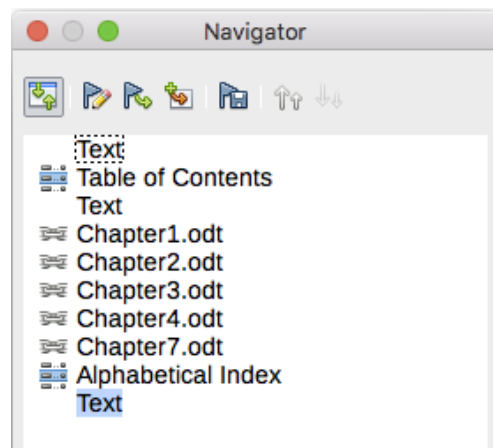 Navigator
Text
Table of Contents
Text
Chapter1.odt
Chapter2.odt
Chapter3.odt
Chapter4.odt
Chapter7.odt
Alphabetical Index
Text